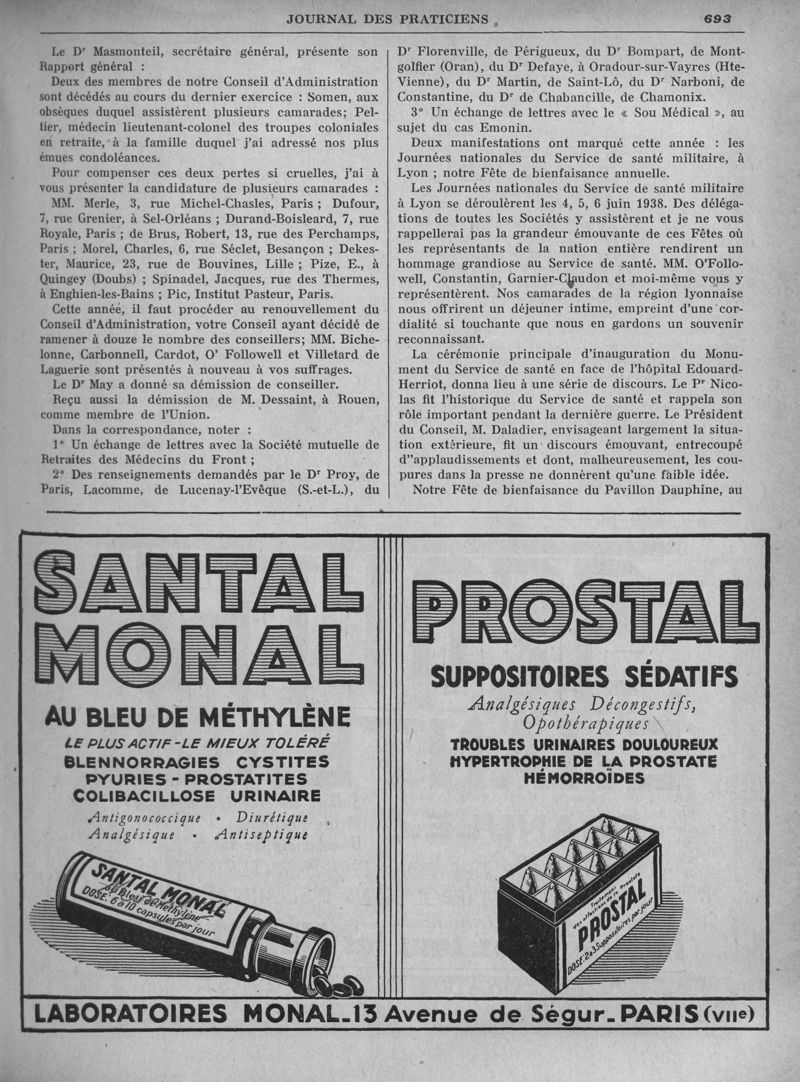 JOURNAL DES PRATICIENS
693
Le Dr Masmonteil, secrétaire général, présente son
Rapport général :
Deux des membres de notre Conseil d'Administration
sont décédés au cours du dernier exercice : Somen, aux
obsèques duquel assistèrent plusieurs camarades; Pel-
tier, médecin lieutenant-colonel des troupes coloniales
en retraite, à la famille duquel j'ai adressé nos plus
émues condoléances.
Pour compenser ces deux pertes si cruelles, j'ai à
vous présenter la candidature de plusieurs camarades :
MM. Merle, 3, rue Michel-Chasles, Paris ; Dufour,
7, rue Grenier, à Sel-Orléans ; Durand-Boisleard, 7, rue
Royale, Paris ; de Brus, Robert, 13, rue des Perchamps,
Paris ; Morel, Charles, 6, rue Séclet, Besançon ; Dekes-
ter, Maurice, 23, rue de Bouvines, Lille ; Pize, E., à
Quingey (Doubs) ; Spinadel, Jacques, rue des Thermes,
à Enghien-les-Bains ; Pic, Institut Pasteur, Paris.
Cette année, il faut procéder au renouvellement du
Conseil d'Administration, votre Conseil ayant décidé de
ramener à douze le nombre des conseillers; MM. Biche-
lonne, Carbonnell, Cardot, O' Followell et Villetard de
Laguerie sont présentés à nouveau à vos suffrages.
Le Dr May a donné sa démission de conseiller.
Reçu aussi la démission de M. Dessaint, à Rouen,
comme membre de l'Union.
Dans la correspondance, noter :
1° Un échange de lettres avec la Société mutuelle de
Retraites des Médecins du Front ;
2° Des renseignements demandés par le Dr Proy, de
Paris, Lacomme, de Lucenay-l'Evêque (S.-et-L.), du
Dr Florenville, de Périgueux, du Dr Bompart, de Mont-
golfier (Oran), du Dr Defaye, à Oradour-sur-Vayres (Hte-
Vienne), du Dr Martin, de Saint-Lô, du Dr Narboni, de
Constantine, du Dr de Chabancille, de Chamonix.
3° Un échange de lettres avec le « Sou Médical », au
sujet du cas Emonin.
Deux manifestations ont marqué cette année : les
Journées nationales du Service de santé militaire, à
Lyon ; notre Fête de bienfaisance annuelle.
Les Journées nationales du Service de santé militaire
à Lyon se déroulèrent les 4, 5, 6 juin 1938. Des déléga-
tions de toutes les Sociétés y assistèrent et je ne vous
rappellerai pas la grandeur émouvante de ces Fêtes où
les représentants de la nation entière rendirent un
hommage grandiose au Service de santé. MM. O'Follo-
well, Constantin, Garnier-Claudon et moi-même vous y
représentèrent. Nos camarades de la région lyonnaise
nous offrirent un déjeuner intime, empreint d'une cor-
dialité si touchante que nous en gardons un souvenir
reconnaissant.
La cérémonie principale d'inauguration du Monu-
ment du Service de santé en face de l'hôpital Edouard-
Herriot, donna lieu à une série de discours. Le Pr Nico-
las fit l'historique du Service de santé et rappela son
rôle important pendant la dernière guerre. Le Président
du Conseil, M. Daladier, envisageant largement la situa-
tion extérieure, fit un discours émouvant, entrecoupé
d''applaudissements et dont, malheureusement, les cou-
pures dans la presse ne donnèrent qu'une faible idée.
Notre Fête de bienfaisance du Pavillon Dauphine, au
SANTAL
MONAL
AU BLEU DE MÉTHYLÈNE
LE PLUS ACTIF - LE MIEUX TOLÉRÉ
BLENNORRAGIES CYSTITES
PYURIES - PROSTATITES
COLIBACILLOSE URINAIRE
Antigonococcique • Diurétique
Analgésique • Antiseptique
SANTAL MONAL
au Bleu de Méthylène
DOSE: 6 à 10 capsules par jour
PROSTAL
SUPPOSITOIRES SÉDATIFS
Analgésiques Décongestifs,
Opothérapiques
TROUBLES URINAIRES DOULOUREUX
HYPERTROPHIE DE LA PROSTATE
HÉMORROÏDES
Traitement
des affections de la Prostate
PROSTAL
DOSE: 2 à 3 Suppositoires par jour
LABORATOIRES MONAL_13 Avenue de Ségur_PARIS (VIIe)